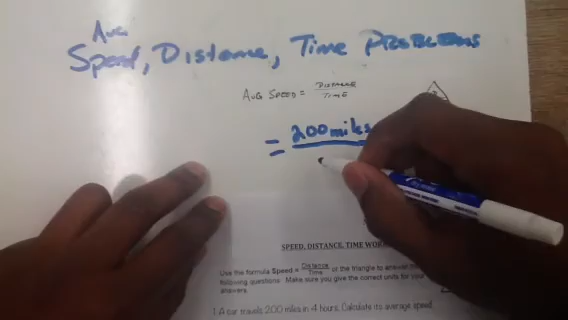 Avg
Speed, Distance, Time PROBLEMS
AVG SPEED = DISTANCE
TIME
= 200 miles
SPEED, DISTANCE, TIME
Use the formula Speed = Distance
Time or the triangle to answer
following questions. Make sure you give the correct units for your
answers.
1. A car travels 200 miles in 4 hours. Calculate its average speed.